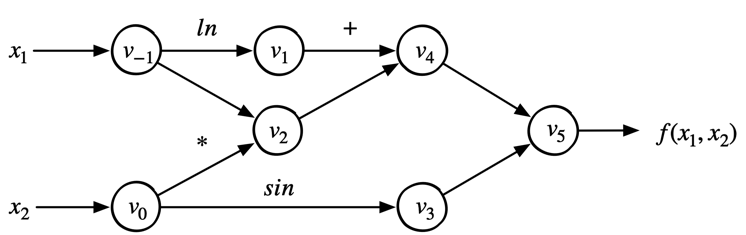 ln +
x₁ v₋₁ v₁ v₄
* v₂ v₅ f(x₁, x₂)
sin
x₂ v₀ v₃